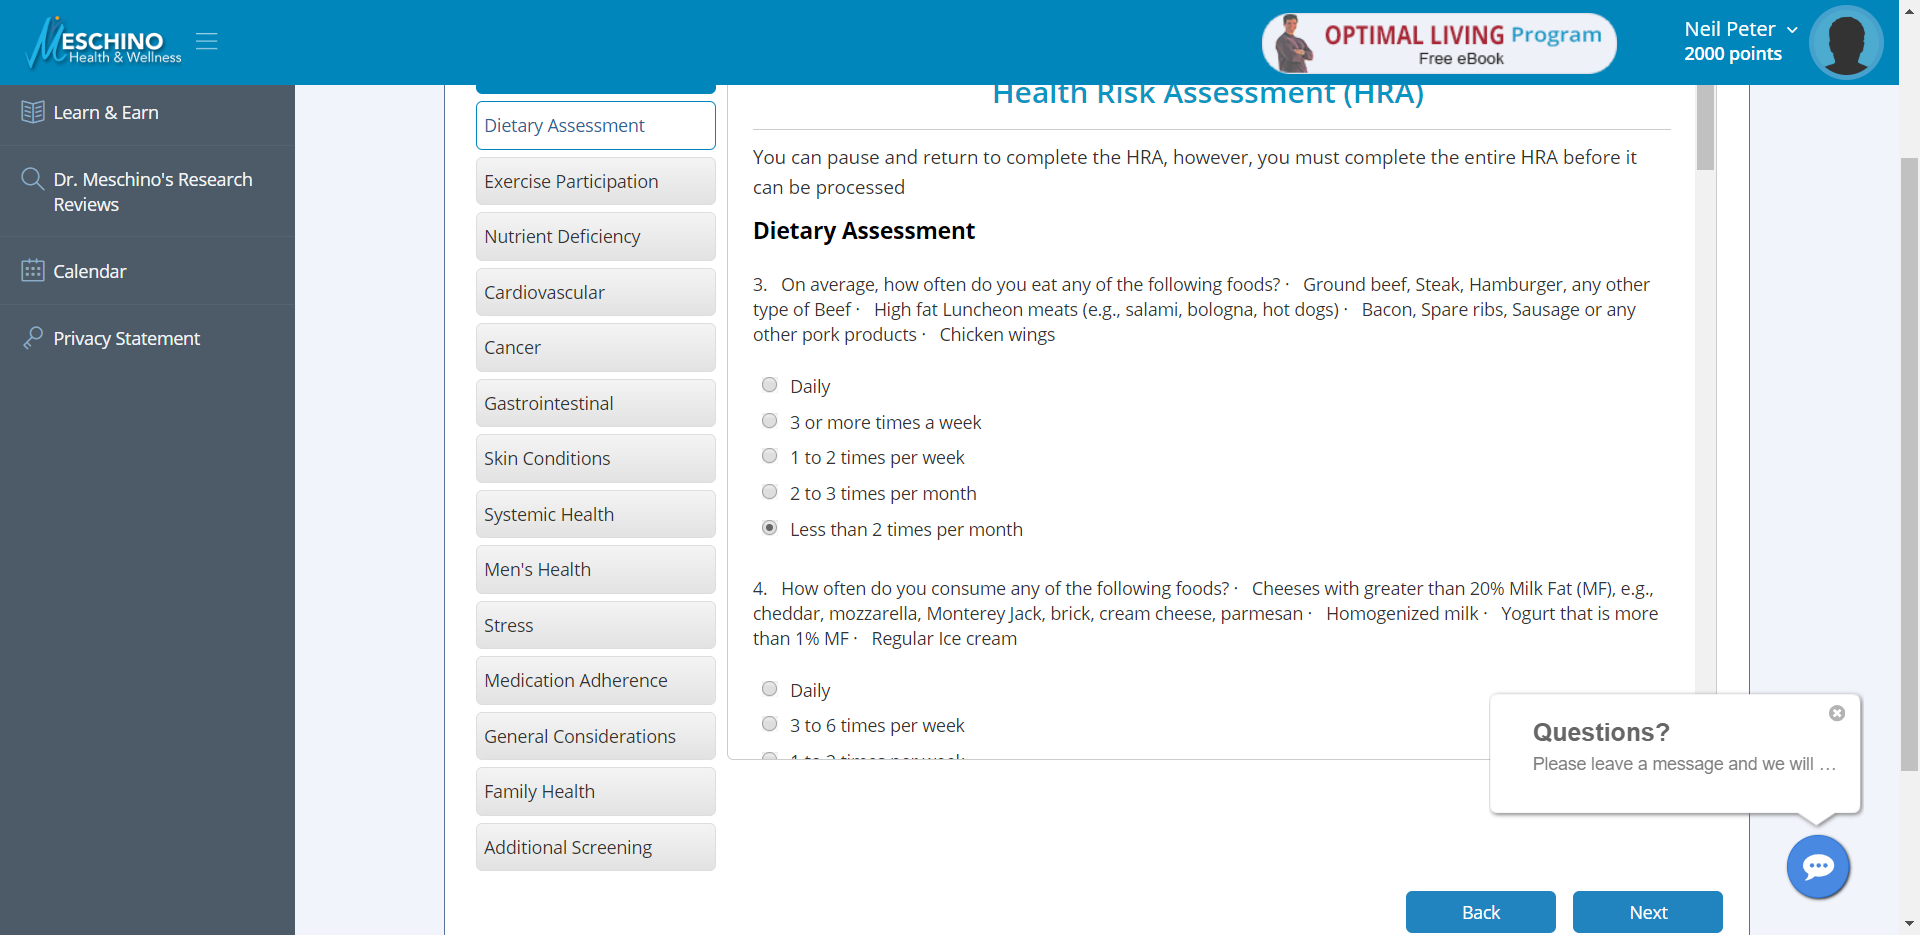 MESCHINO
Health & Wellness
OPTIMAL LIVING Program
Free eBook
Neil Peter
2000 points
Learn & Earn
Dr. Meschino's Research
Reviews
Calendar
Privacy Statement
Dietary Assessment
Exercise Participation
Nutrient Deficiency
Cardiovascular
Cancer
Gastrointestinal
Skin Conditions
Systemic Health
Men's Health
Stress
Medication Adherence
General Considerations
Family Health
Additional Screening
Health Risk Assessment (HRA)
You can pause and return to complete the HRA, however, you must complete the entire HRA before it
can be processed
Dietary Assessment
3. On average, how often do you eat any of the following foods? · Ground beef, Steak, Hamburger, any other
type of Beef · High fat Luncheon meats (e.g., salami, bologna, hot dogs) · Bacon, Spare ribs, Sausage or any
other pork products · Chicken wings
Daily
3 or more times a week
1 to 2 times per week
2 to 3 times per month
Less than 2 times per month
4. How often do you consume any of the following foods? · Cheeses with greater than 20% Milk Fat (MF), e.g.,
cheddar, mozzarella, Monterey Jack, brick, cream cheese, parmesan · Homogenized milk · Yogurt that is more
than 1% MF · Regular Ice cream
Daily
3 to 6 times per week
Questions?
Please leave a message and we will ...
Back
Next